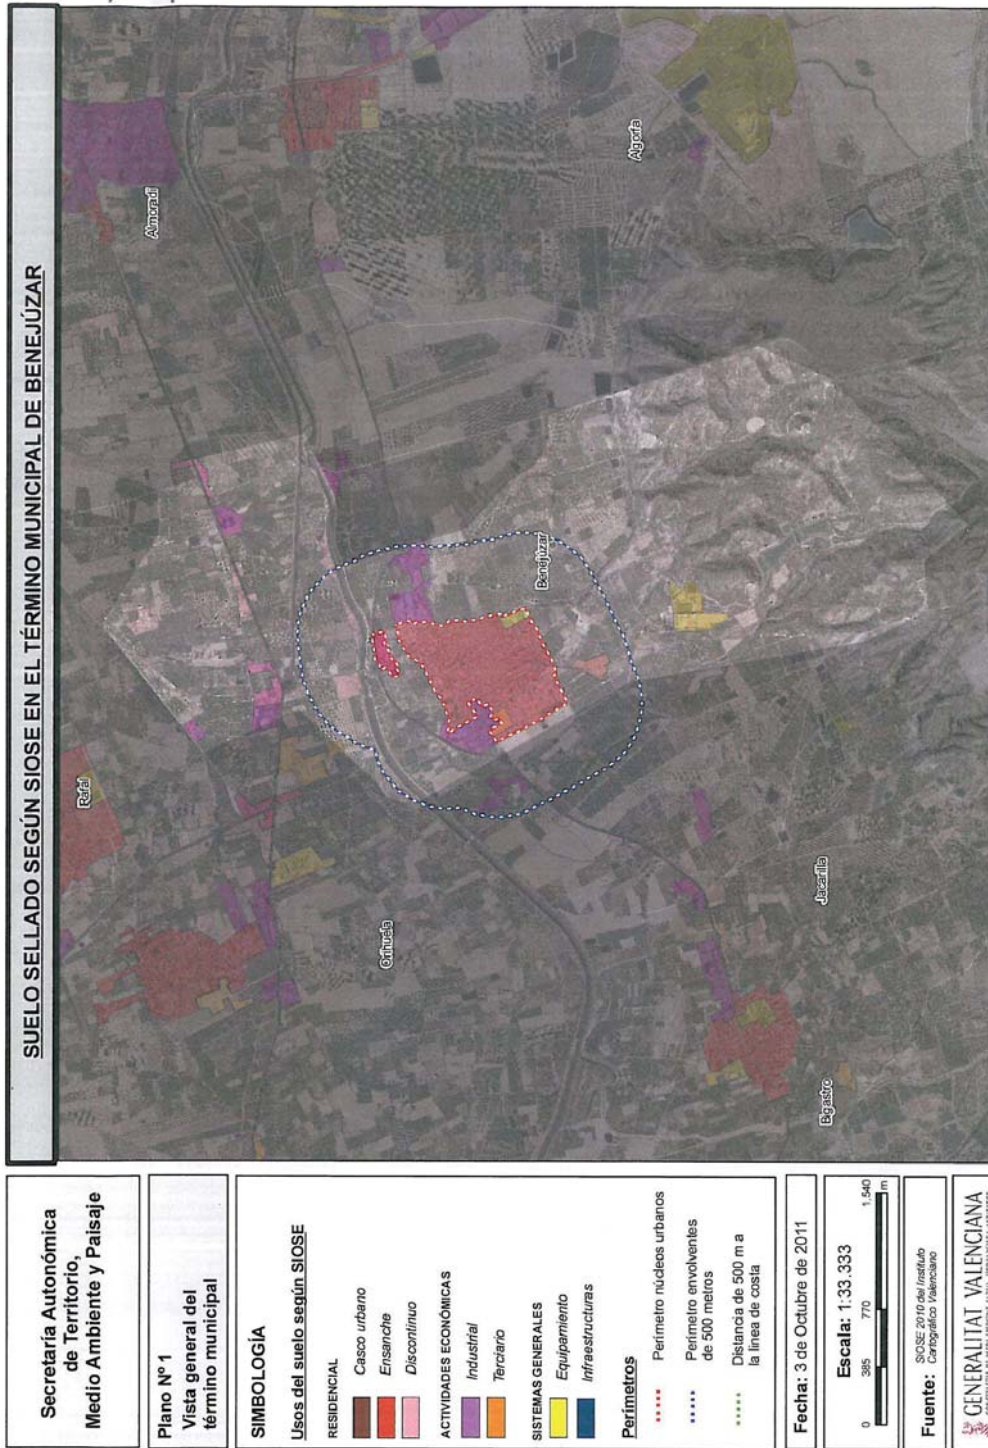 SUELO SELLADO SEGÚN SIOSE EN EL TÉRMINO MUNICIPAL DE BENEJÚZAR
Almoradí
Algorfa
Rafal
Benejúzar
Orihuela
Jacarilla
Bigastro
Secretaría Autonómica
de Territorio,
Medio Ambiente y Paisaje
Plano Nº 1
Vista general del
término municipal
SIMBOLOGÍA
Usos del suelo según SIOSE
RESIDENCIAL
Casco urbano
Ensanche
Discontinuo
ACTIVIDADES ECONÓMICAS
Industrial
Terciario
SISTEMAS GENERALES
Equipamiento
Infraestructuras
Perímetros
Perímetro núcleos urbanos
Perímetro envolventes
de 500 metros
Distancia de 500 m a
la línea de costa
Fecha: 3 de Octubre de 2011
Escala: 1:33.333
0 385 770 1.540
m
Fuente: SIOSE 2010 del Instituto
Cartográfico Valenciano
GENERALITAT VALENCIANA